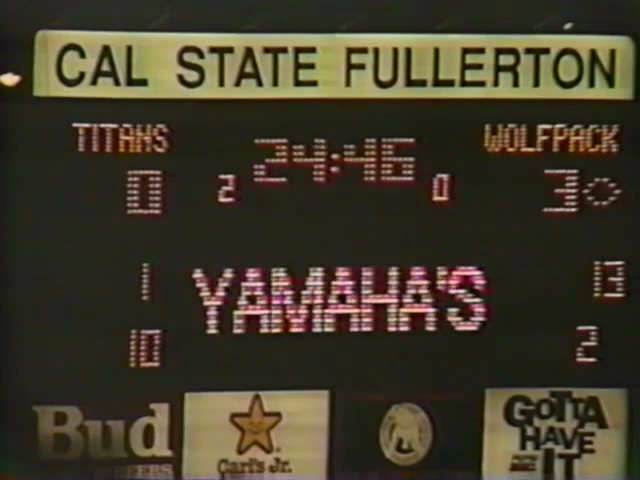 CAL STATE FULLERTON
TITANS 24:46 WOLFPACK
0 2 0 3
1 YAMAHA'S 13
10 2
Bud Carl's Jr. GOTTA HAVE IT